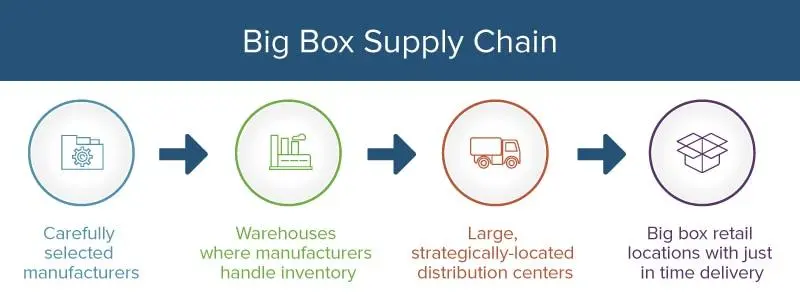 Big Box Supply Chain
Carefully
selected
manufacturers
Warehouses
where manufacturers
handle inventory
Large,
strategically-located
distribution centers
Big box retail
locations with just
in time delivery